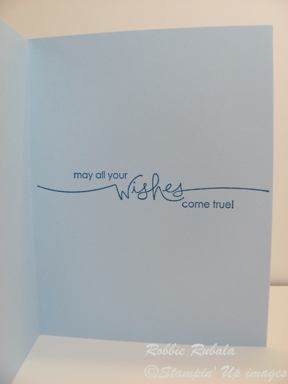 may all your
Wishes
come true!
Robbie Rubala
©Stampin' Up images